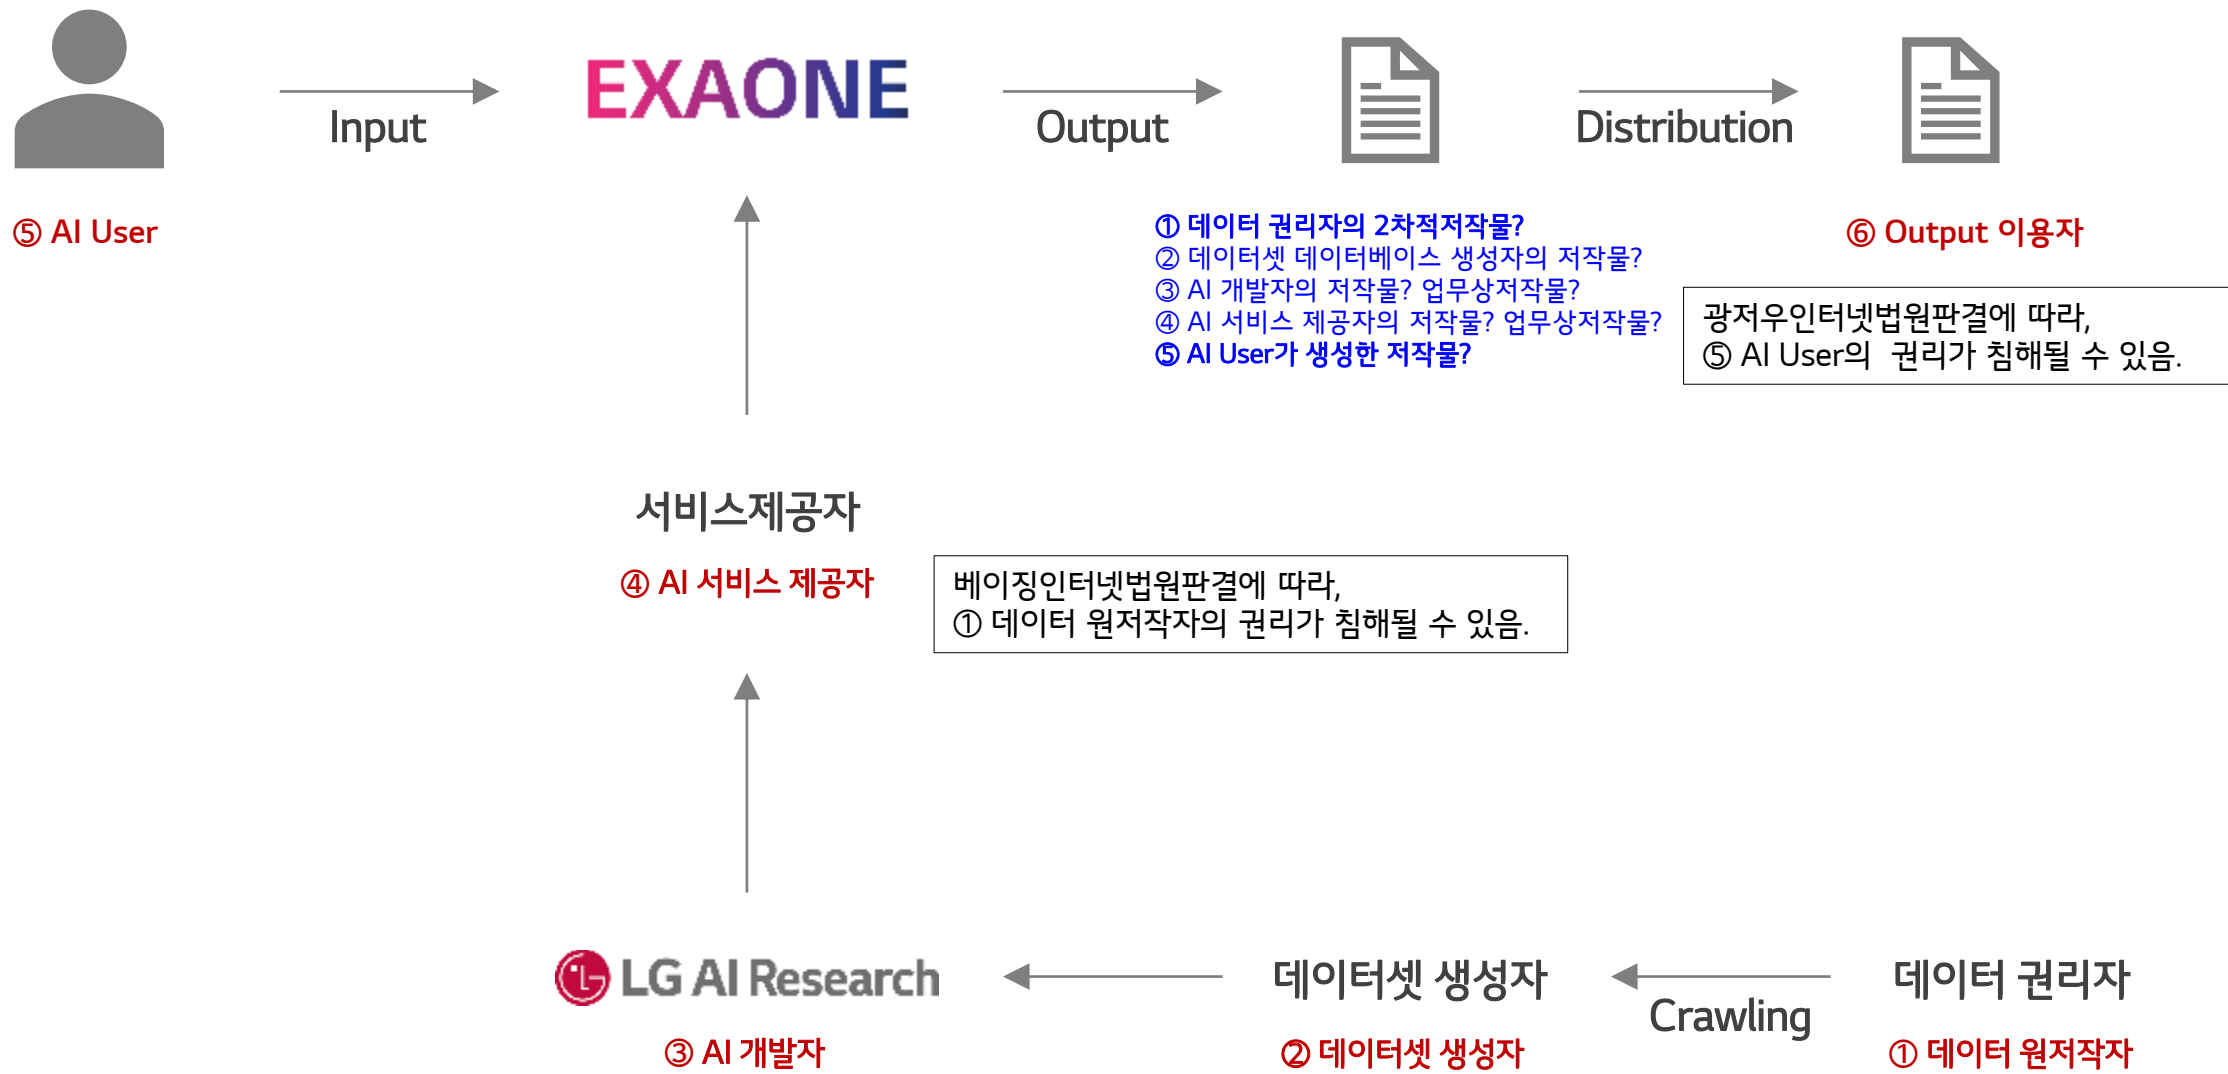 EXAONE
Input
Output
Distribution
⑤ AI User
① 데이터 권리자의 2차적저작물?
② 데이터셋 데이터베이스 생성자의 저작물?
③ AI 개발자의 저작물? 업무상저작물?
④ AI 서비스 제공자의 저작물? 업무상저작물?
⑤ AI User가 생성한 저작물?
⑥ Output 이용자
광저우인터넷법원판결에 따라,
⑤ AI User의 권리가 침해될 수 있음.
서비스제공자
④ AI 서비스 제공자
베이징인터넷법원판결에 따라,
① 데이터 원저작자의 권리가 침해될 수 있음.
LG AI Research
③ AI 개발자
데이터셋 생성자
② 데이터셋 생성자
Crawling
데이터 권리자
① 데이터 원저작자